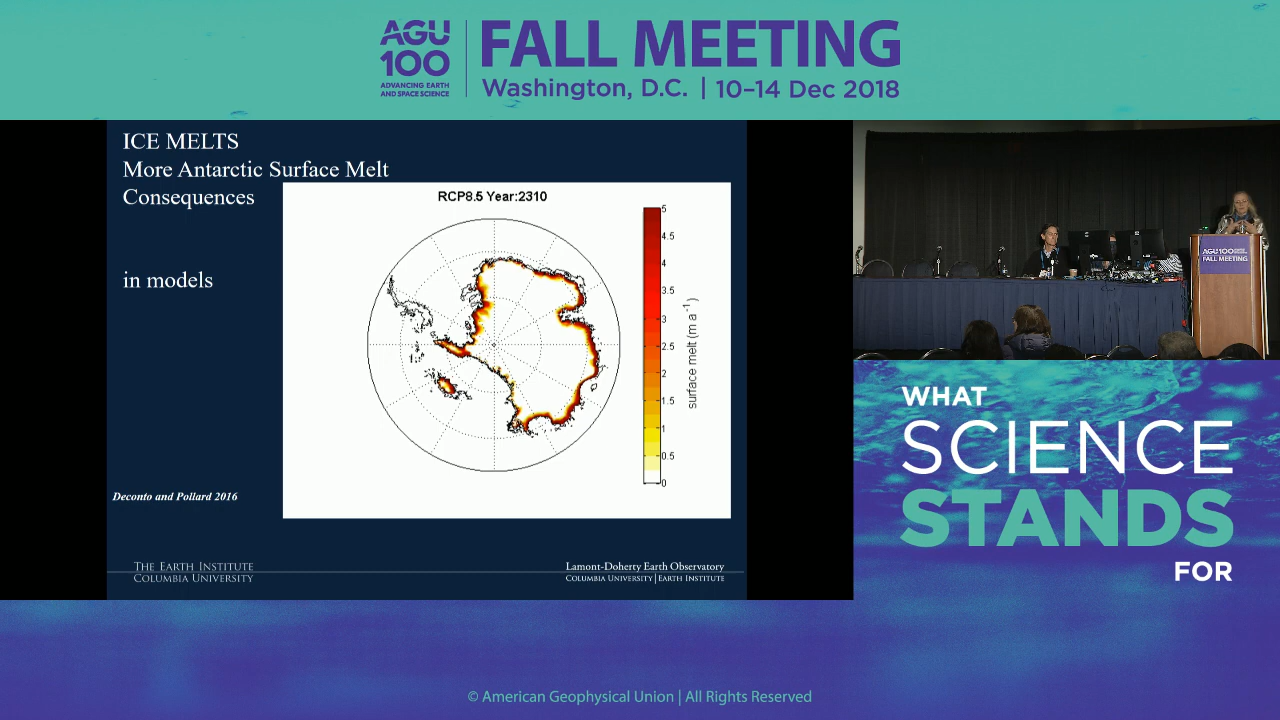 AGU
100
ADVANCING EARTH
AND SPACE SCIENCE
FALL MEETING
Washington, D.C. | 10–14 Dec 2018
ICE MELTS
More Antarctic Surface Melt
Consequences
in models
RCP8.5 Year:2310
5
4.5
4
3.5
3
2.5
2
1.5
1
0.5
0
surface melt (m a⁻¹)
Deconto and Pollard 2016
THE EARTH INSTITUTE
COLUMBIA UNIVERSITY
Lamont-Doherty Earth Observatory
COLUMBIA UNIVERSITY | EARTH INSTITUTE
AGU100
FALL MEETING
WHAT
SCIENCE
STANDS
FOR
© American Geophysical Union | All Rights Reserved